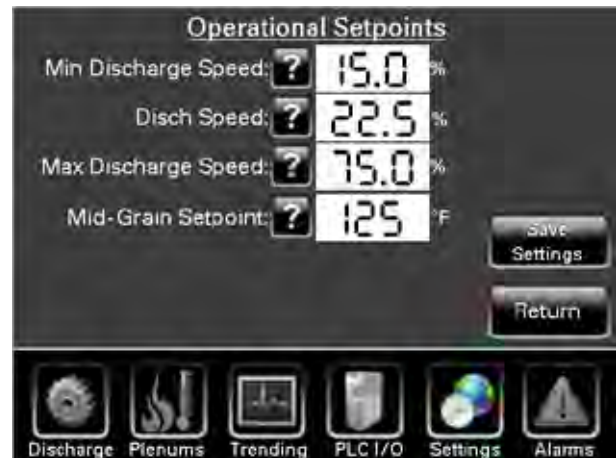 Operational Setpoints
Min Discharge Speed: ? 15.0 %
Disch Speed: ? 22.5 %
Max Discharge Speed: ? 75.0 %
Mid-Grain Setpoint: ? 125 °F
Save
Settings
Return
Discharge Plenums Trending PLC I/O Settings Alarms